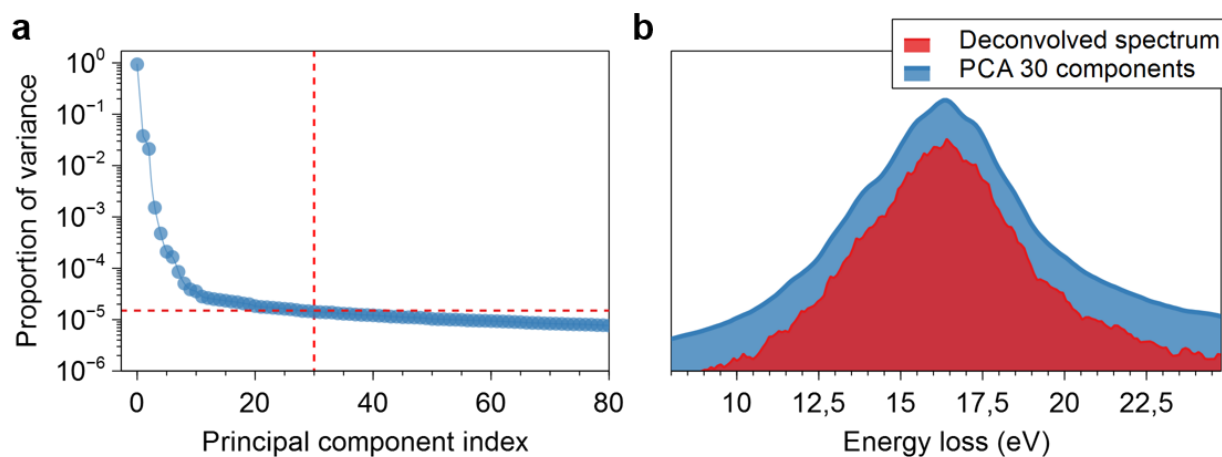 a
Proportion of variance
10⁰
10⁻¹
10⁻²
10⁻³
10⁻⁴
10⁻⁵
10⁻⁶
0 20 40 60 80
Principal component index
b
Deconvolved spectrum
PCA 30 components
10 12,5 15 17,5 20 22,5
Energy loss (eV)